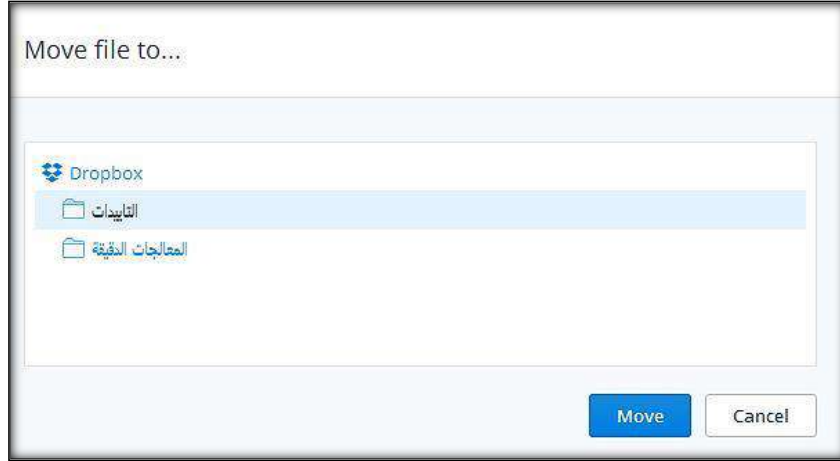 Move file to...
Dropbox
التاييدات
المعالجات الدقيقة
Move
Cancel